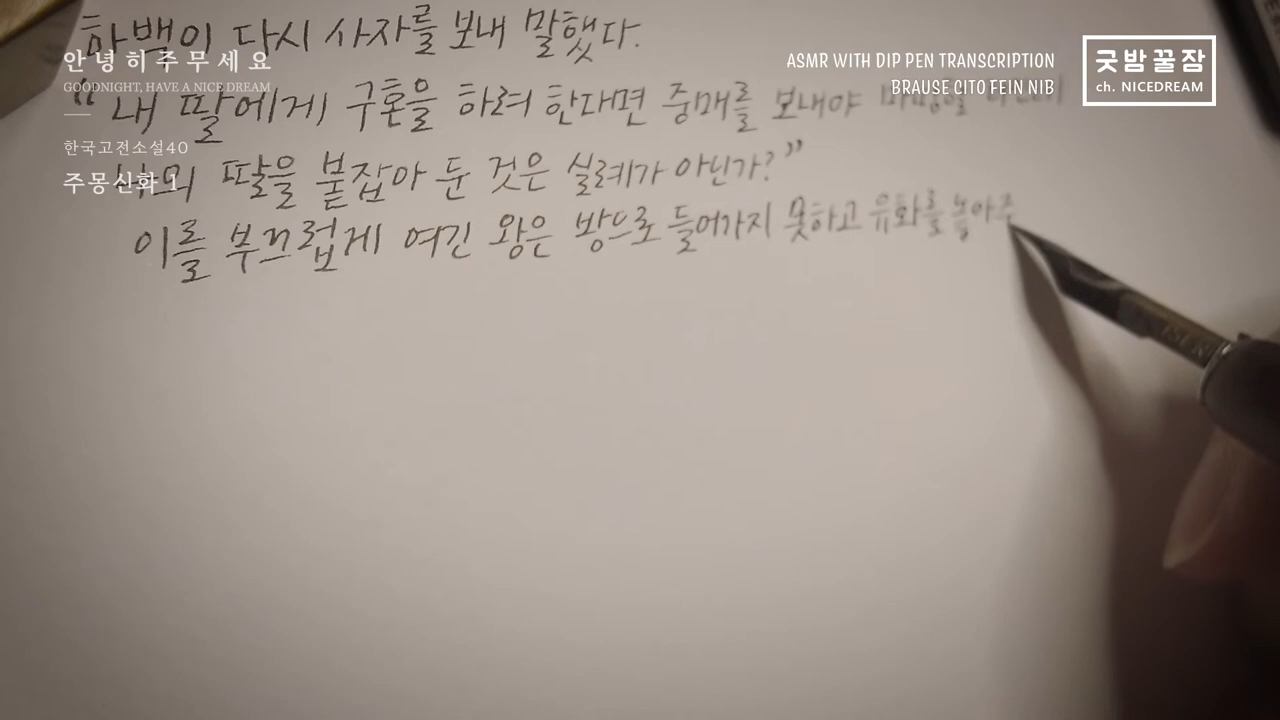 하백이 다시 사자를 보내 말했다.
“내 딸에게 구혼을 하려 한다면 중매를 보내야
나의 딸을 붙잡아 둔 것은 실례가 아닌가?”
이를 부끄럽게 여긴 왕은 방으로 들어가지 못하고 유화를 놓아주
안녕히주무세요
GOODNIGHT, HAVE A NICE DREAM
한국고전소설40
주몽신화 1
ASMR WITH DIP PEN TRANSCRIPTION
BRAUSE CITO FEIN NIB
굿밤꿀잠
ch. NICEDREAM